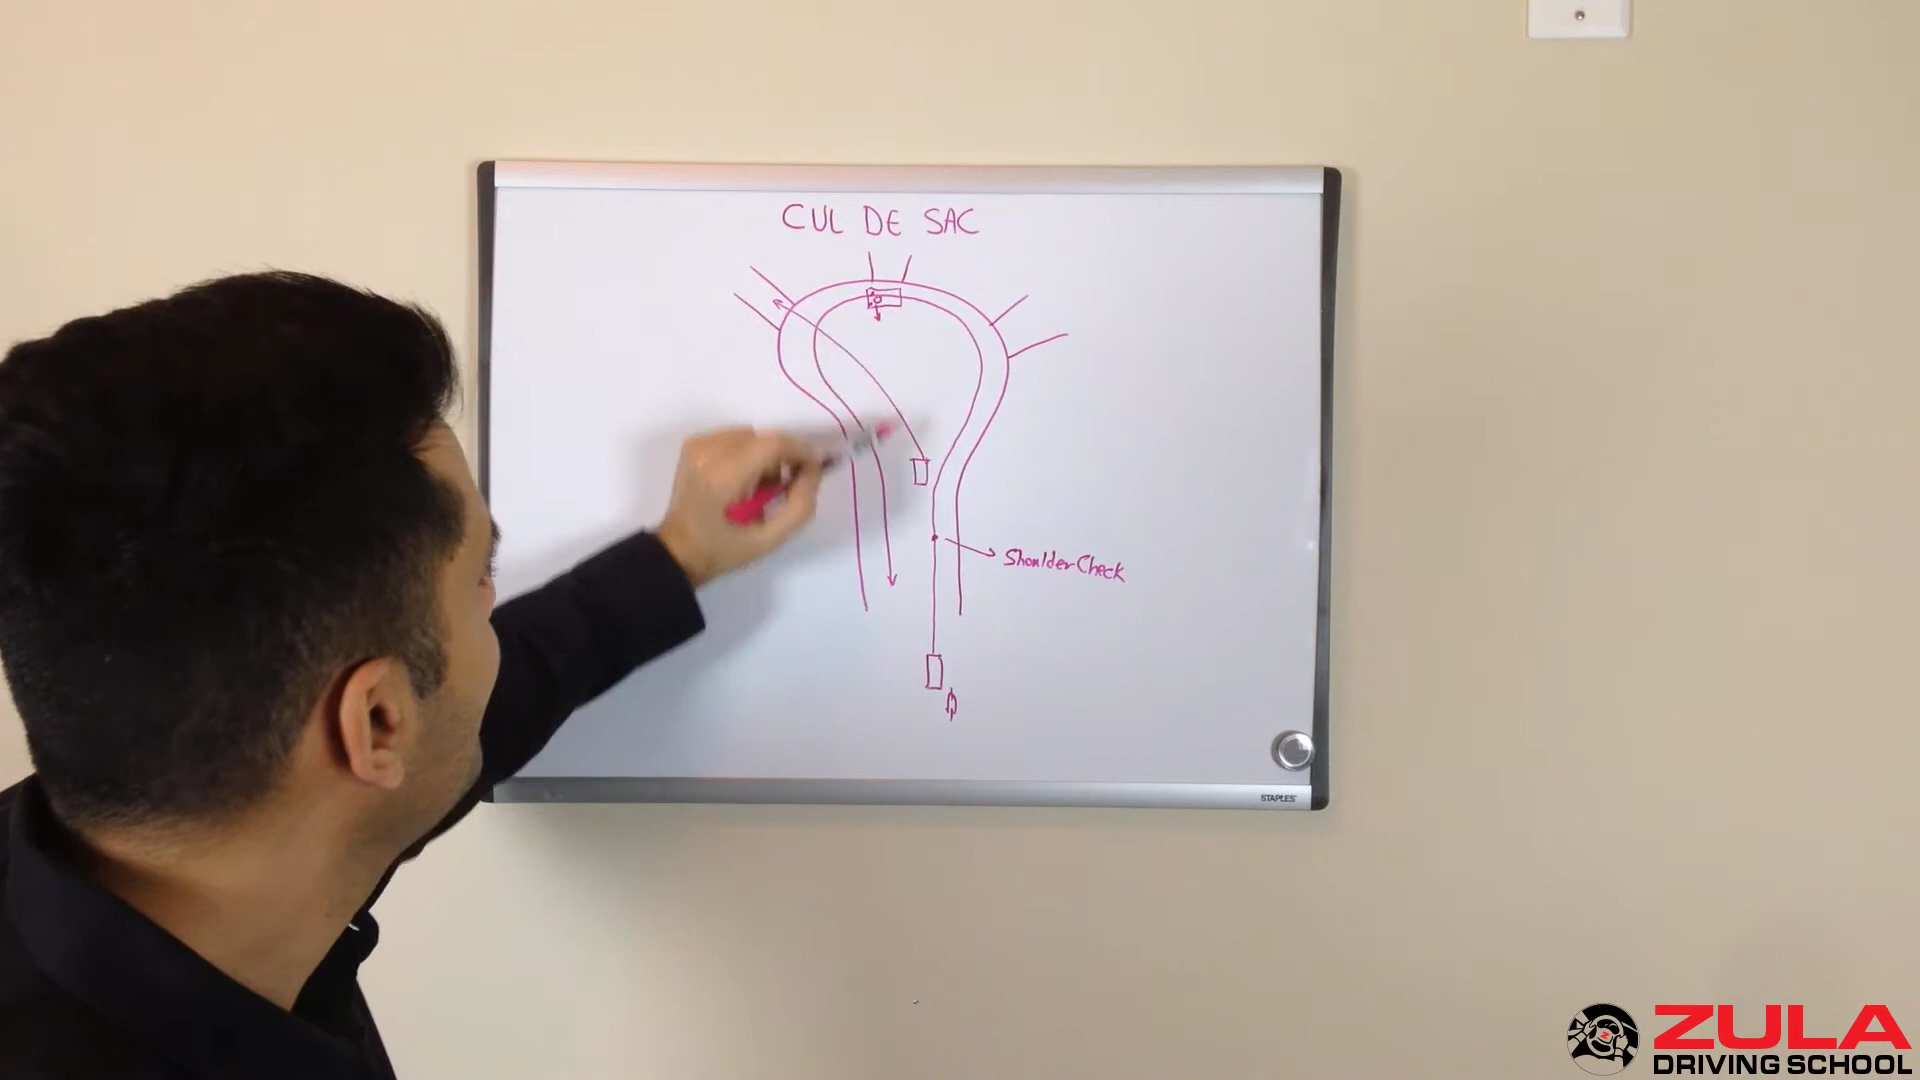 CUL DE SAC
Shoulder Check
STAPLES
ZULA
DRIVING SCHOOL